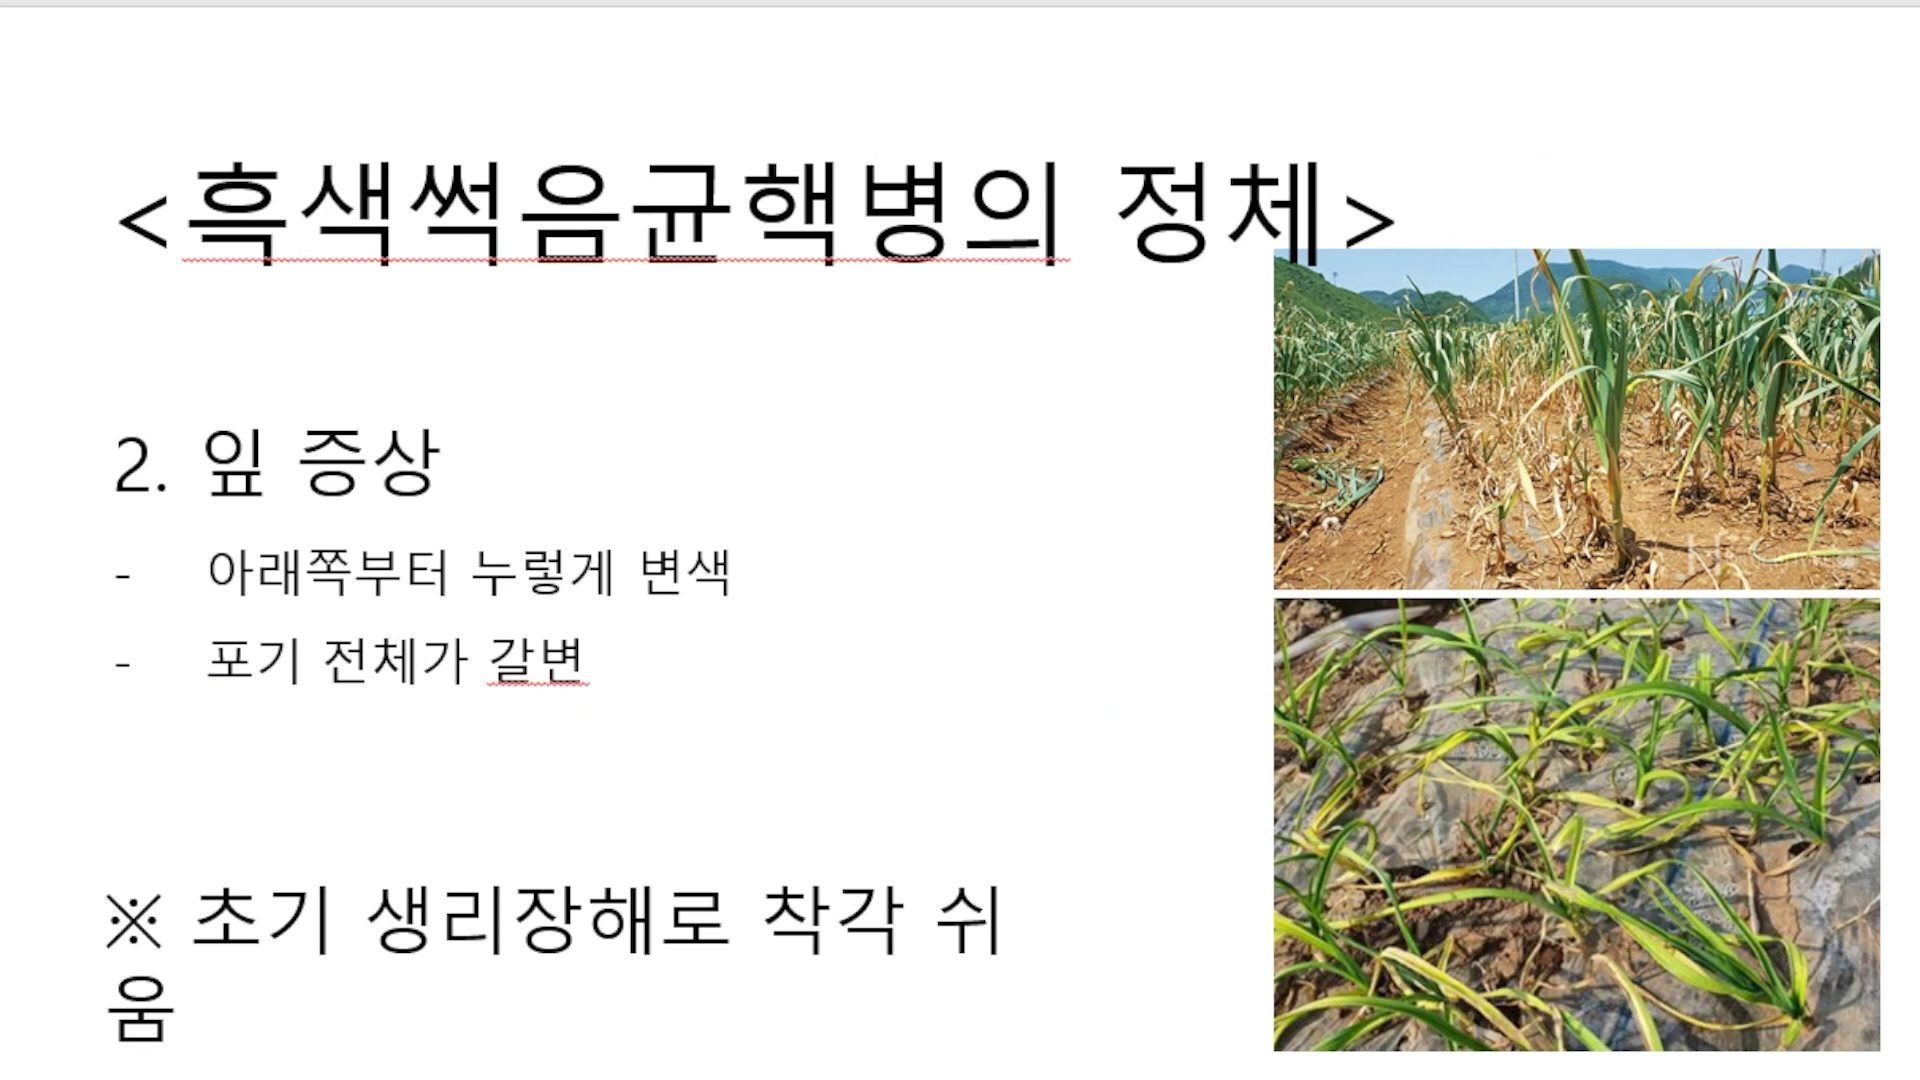 <흑색썩음균핵병의 정체>
2. 잎 증상
- 아래쪽부터 누렇게 변색
- 포기 전체가 갈변
※ 초기 생리장해로 착각 쉬
움